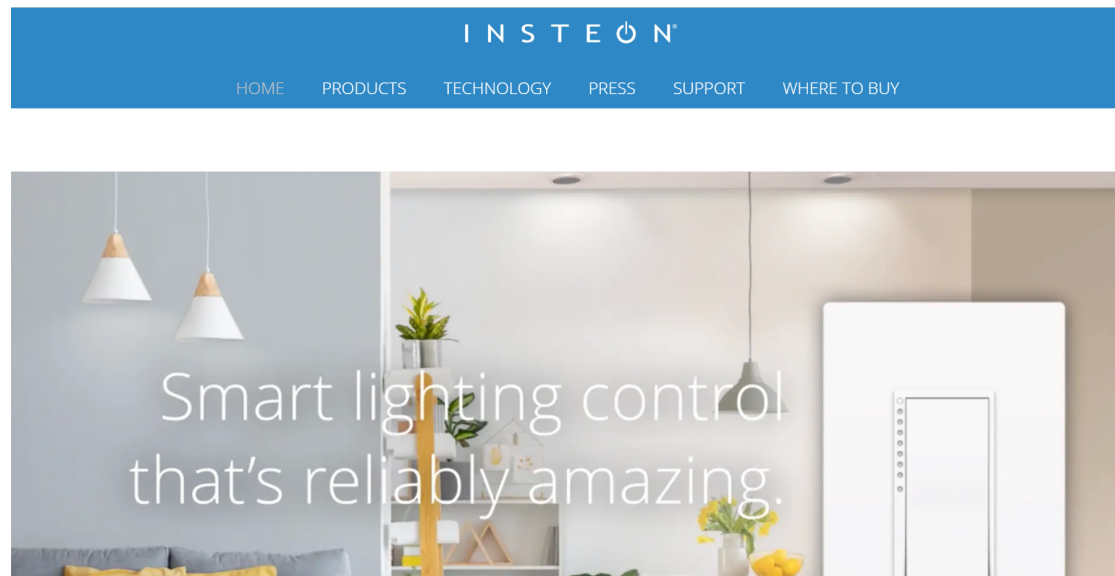 INSTEON®
HOME PRODUCTS TECHNOLOGY PRESS SUPPORT WHERE TO BUY
Smart lighting control
that's reliably amazing.